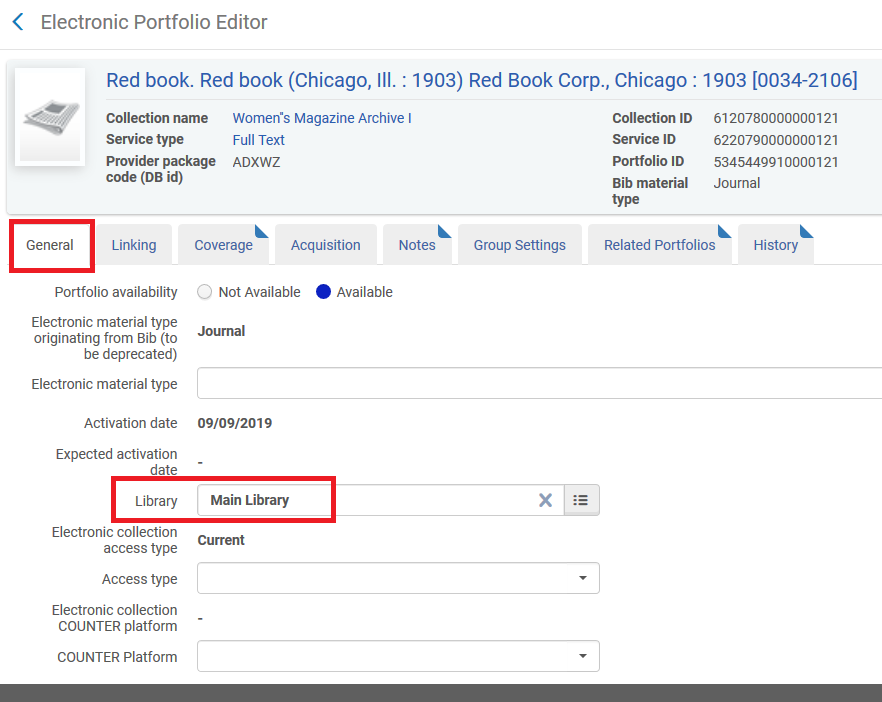 Electronic Portfolio Editor
Red book. Red book (Chicago, Ill. : 1903) Red Book Corp., Chicago : 1903 [0034-2106]
Collection name Women"s Magazine Archive I Collection ID 6120780000000121
Service type Full Text Service ID 6220790000000121
Provider package ADXWZ Portfolio ID 5345449910000121
code (DB id)
Bib material Journal
type
General Linking Coverage Acquisition Notes Group Settings Related Portfolios History
Portfolio availability Not Available Available
Electronic material type
originating from Bib (to
be deprecated)
Journal
Electronic material type
Activation date 09/09/2019
Expected activation
date
-
Library Main Library
Electronic collection
access type
Current
Access type
Electronic collection
COUNTER platform
-
COUNTER Platform